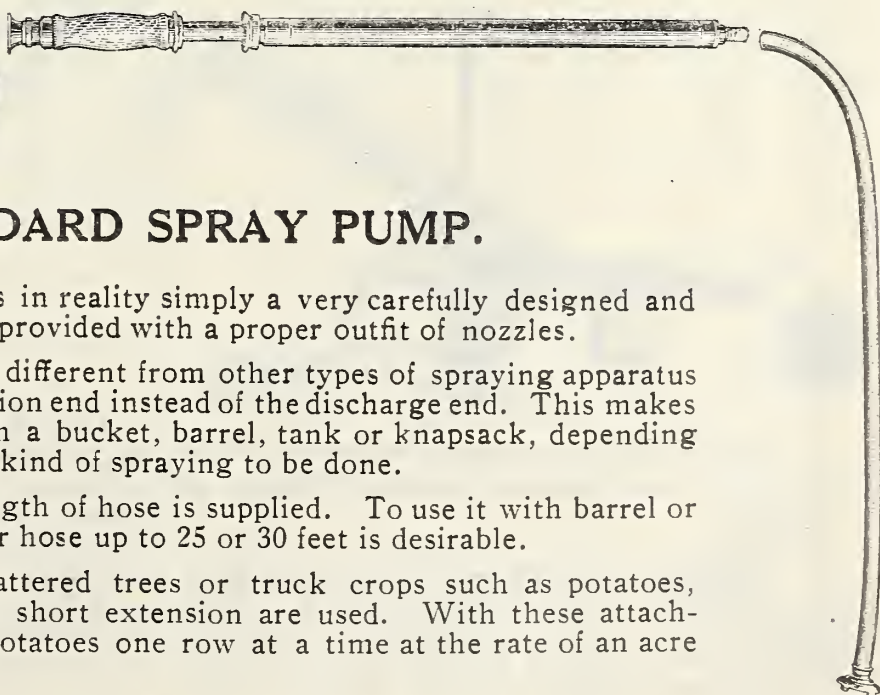 DARD SPRAY PUMP.
s in reality simply a very carefully designed and
provided with a proper outfit of nozzles.
different from other types of spraying apparatus
ion end instead of the discharge end. This makes
n a bucket, barrel, tank or knapsack, depending
kind of spraying to be done.
gth of hose is supplied. To use it with barrel or
r hose up to 25 or 30 feet is desirable.
attered trees or truck crops such as potatoes,
short extension are used. With these attach-
otatoes one row at a time at the rate of an acre